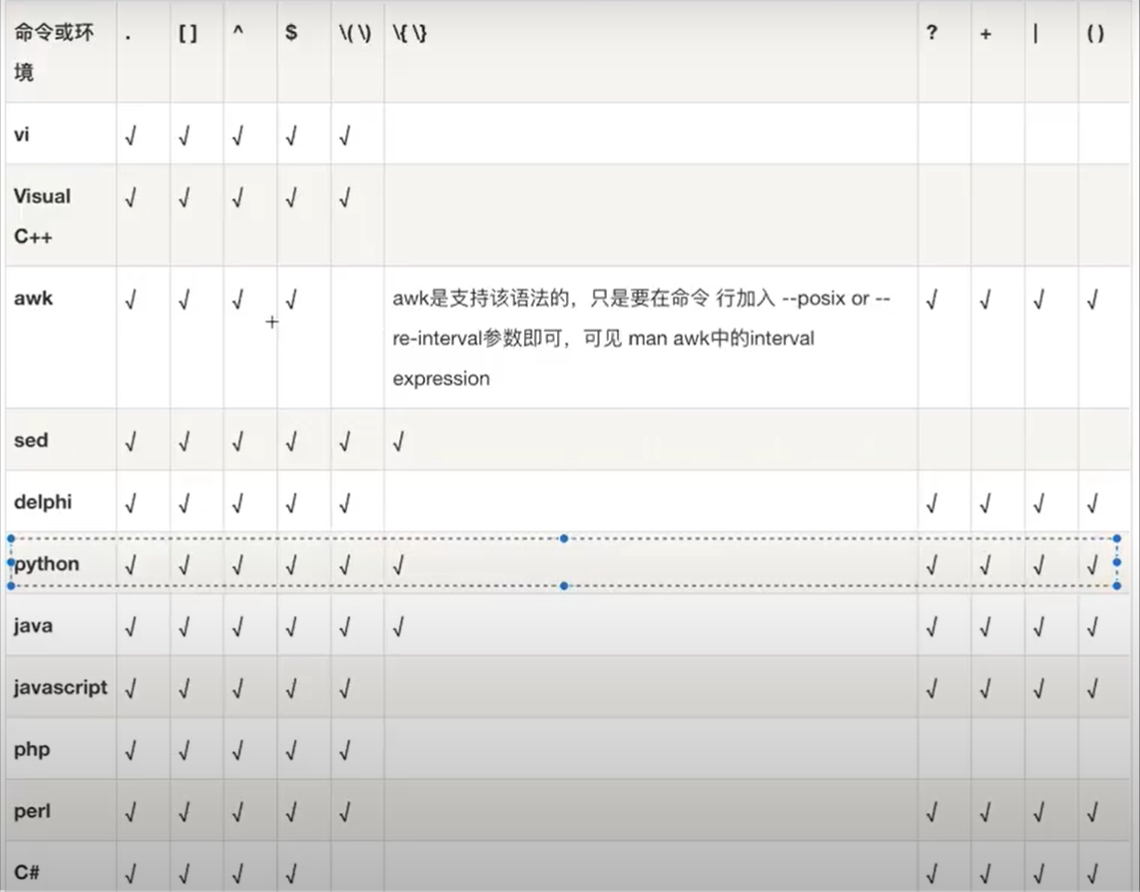 命令或环境 . [ ] ^ $ \( \) \{ \} ? + | ( )
vi √ √ √ √ √
Visual C++ √ √ √ √ √
awk √ √ √ √ awk是支持该语法的，只是要在命令 行加入 --posix or --re-interval参数即可，可见 man awk中的interval expression √ √ √ √
sed √ √ √ √ √ √
delphi √ √ √ √ √ √ √ √ √
python √ √ √ √ √ √ √ √ √ √
java √ √ √ √ √ √ √ √ √ √
javascript √ √ √ √ √ √ √ √ √
php √ √ √ √ √
perl √ √ √ √ √ √ √ √ √
C# √ √ √ √ √ √ √ √